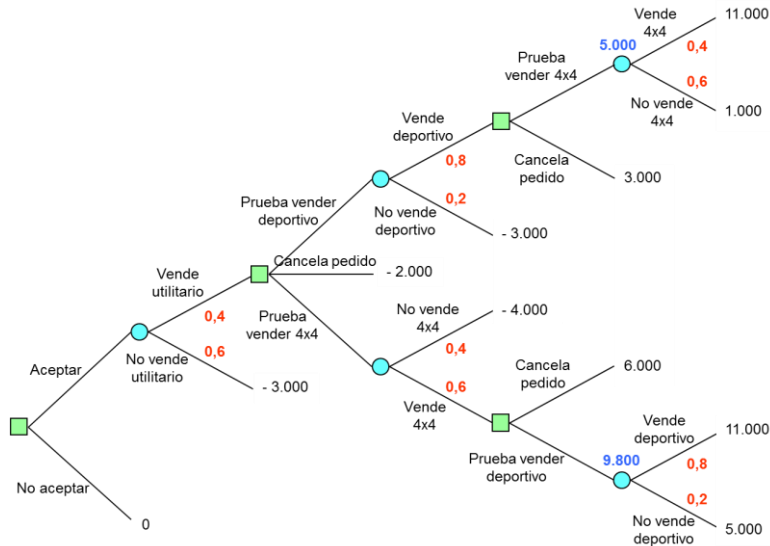 Vende
4x4
11.000
5.000
0,4
Prueba
vender 4x4
0,6
No vende
4x4
1.000
Vende
deportivo
0,8
Cancela
pedido
3.000
Prueba vender
deportivo
0,2
No vende
deportivo
- 3.000
Cancela pedido
- 2.000
Vende
utilitario
0,4
Prueba
vender 4x4
No vende
4x4
- 4.000
0,4
0,6
Vende
4x4
Aceptar
No vende
utilitario
0,6
- 3.000
Cancela
pedido
6.000
Prueba vender
deportivo
9.800
Vende
deportivo
11.000
0,8
0,2
No vende
deportivo
5.000
No aceptar
0